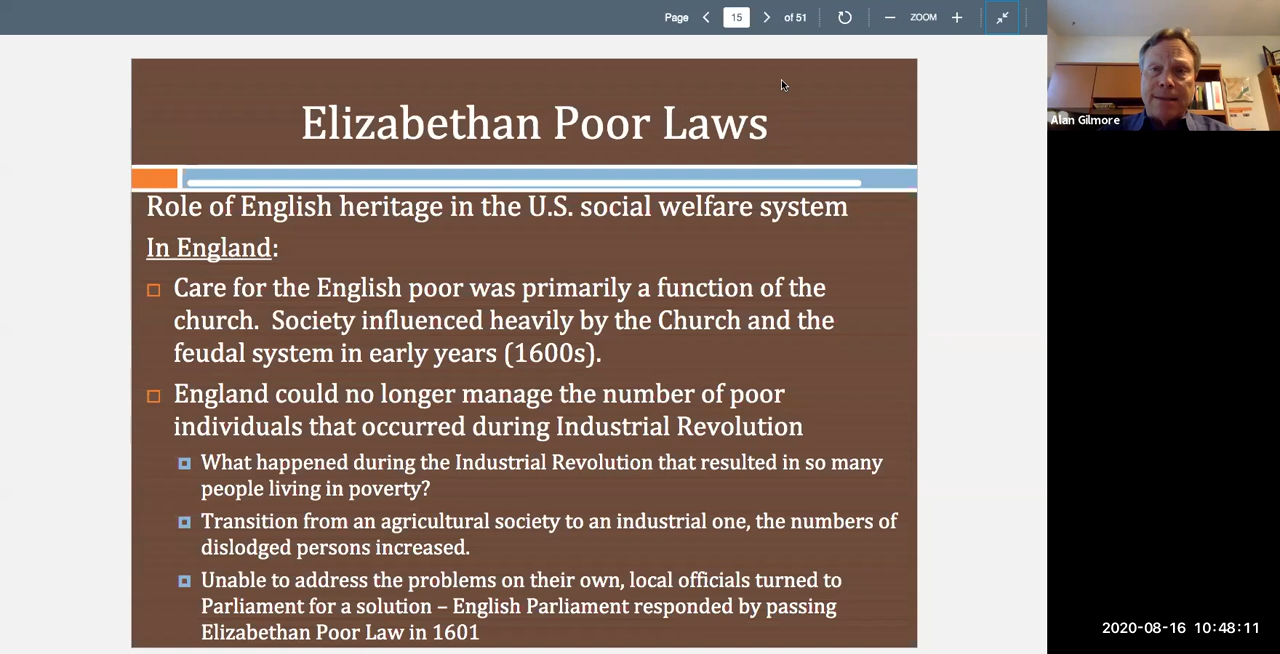 Page 15 of 51 ZOOM
Alan Gilmore
Elizabethan Poor Laws
Role of English heritage in the U.S. social welfare system
In England:
Care for the English poor was primarily a function of the
church.  Society influenced heavily by the Church and the
feudal system in early years (1600s).
England could no longer manage the number of poor
individuals that occurred during Industrial Revolution
What happened during the Industrial Revolution that resulted in so many
people living in poverty?
Transition from an agricultural society to an industrial one, the numbers of
dislodged persons increased.
Unable to address the problems on their own, local officials turned to
Parliament for a solution – English Parliament responded by passing
Elizabethan Poor Law in 1601
2020-08-16 10:48:11